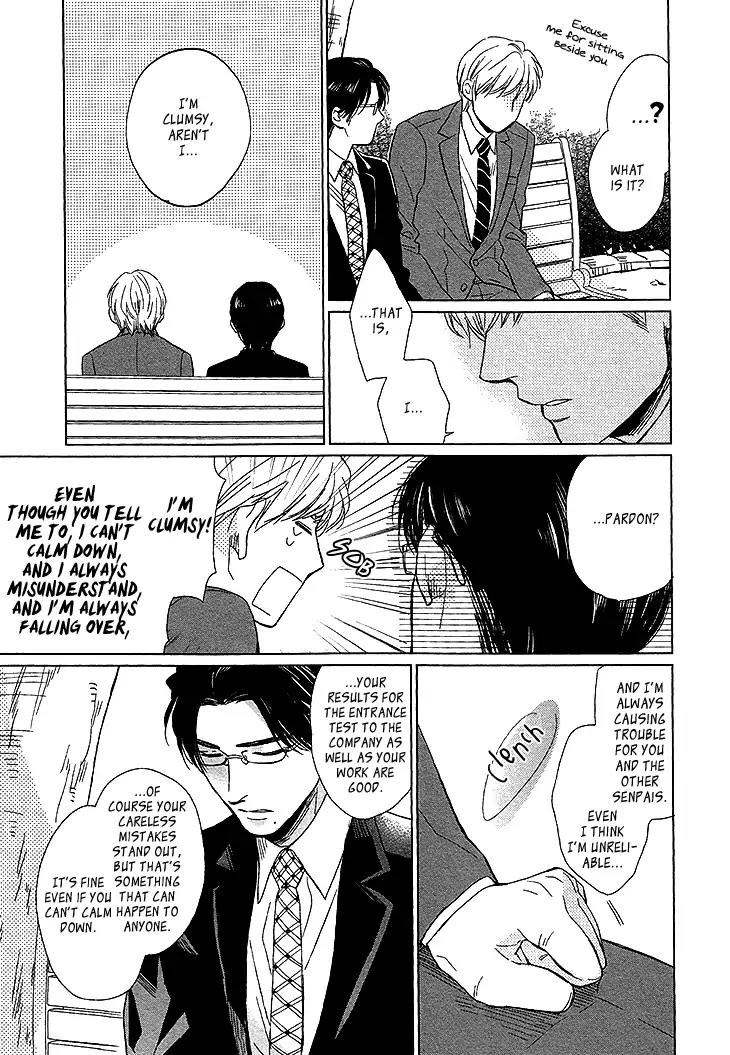 Excuse
me for sitting
beside you
...?
WHAT
IS IT?
I'M
CLUMSY,
AREN'T
I...
...THAT
IS,
I...
...PARDON?
SOB
I'M
CLUMSY!
EVEN
THOUGH YOU TELL
ME TO, I CAN'T
CALM DOWN,
AND I ALWAYS
MISUNDERSTAND,
AND I'M ALWAYS
FALLING OVER,
AND I'M
ALWAYS
CAUSING
TROUBLE
FOR YOU
AND THE
OTHER
SENPAIS.
EVEN
I THINK
I'M UNRELI-
ABLE...
clench
...YOUR
RESULTS FOR
THE ENTRANCE
TEST TO THE
COMPANY AS
WELL AS YOUR
WORK ARE
GOOD.
...OF
COURSE YOUR
CARELESS
MISTAKES
STAND OUT,
BUT THAT'S
SOMETHING
THAT CAN
HAPPEN TO
ANYONE.
IT'S FINE
EVEN IF YOU
CAN'T CALM
DOWN.